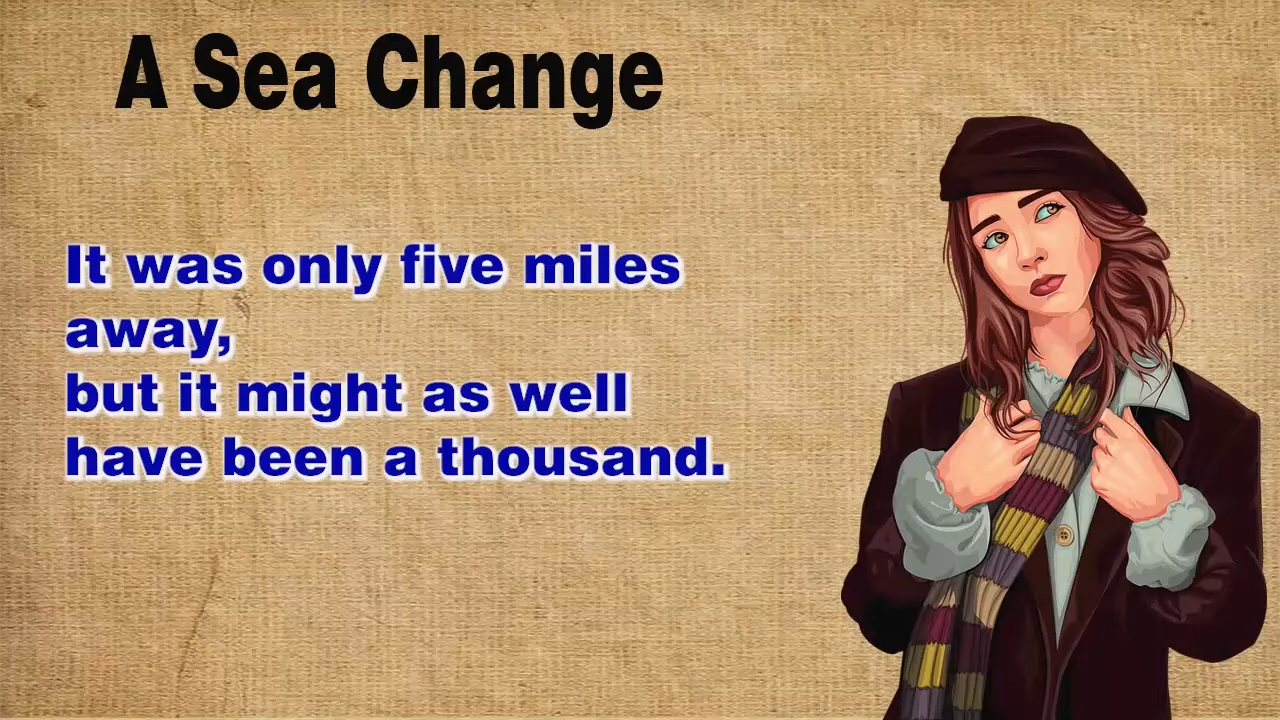 A Sea Change
It was only five miles
away,
but it might as well
have been a thousand.